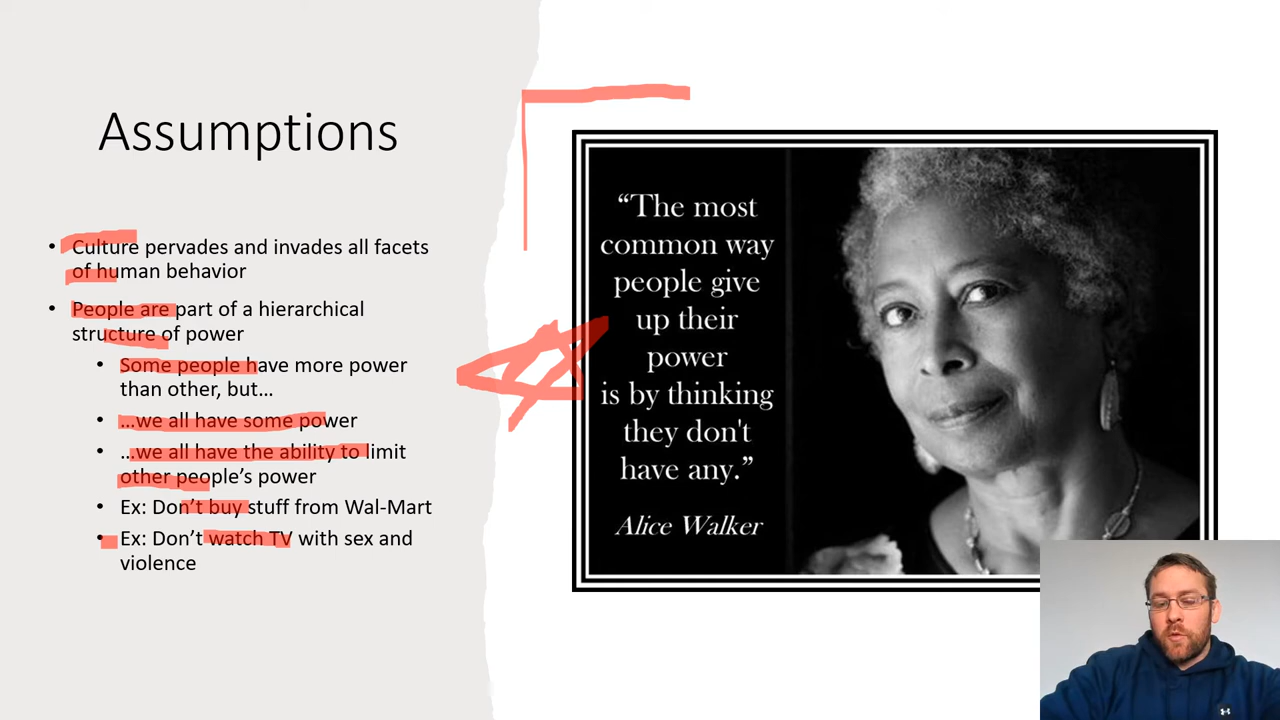 Assumptions
• Culture pervades and invades all facets
of human behavior
• People are part of a hierarchical
structure of power
• Some people have more power
than other, but…
• …we all have some power
• …we all have the ability to limit
other people’s power
• Ex: Don’t buy stuff from Wal-Mart
• Ex: Don’t watch TV with sex and
violence
“The most
common way
people give
up their
power
is by thinking
they don't
have any.”
Alice Walker